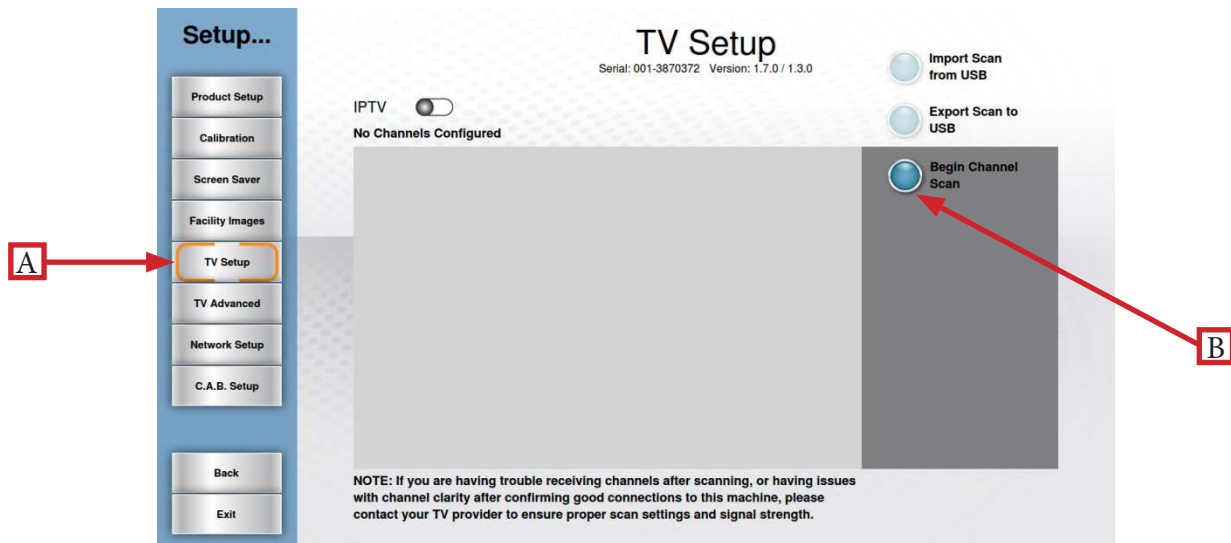 Setup...
Product Setup
Calibration
Screen Saver
Facility Images
TV Setup
TV Advanced
Network Setup
C.A.B. Setup
Back
Exit
A
TV Setup
Serial: 001-3870372 Version: 1.7.0 / 1.3.0
IPTV
No Channels Configured
Import Scan
from USB
Export Scan to
USB
Begin Channel
Scan
B
NOTE: If you are having trouble receiving channels after scanning, or having issues
with channel clarity after confirming good connections to this machine, please
contact your TV provider to ensure proper scan settings and signal strength.